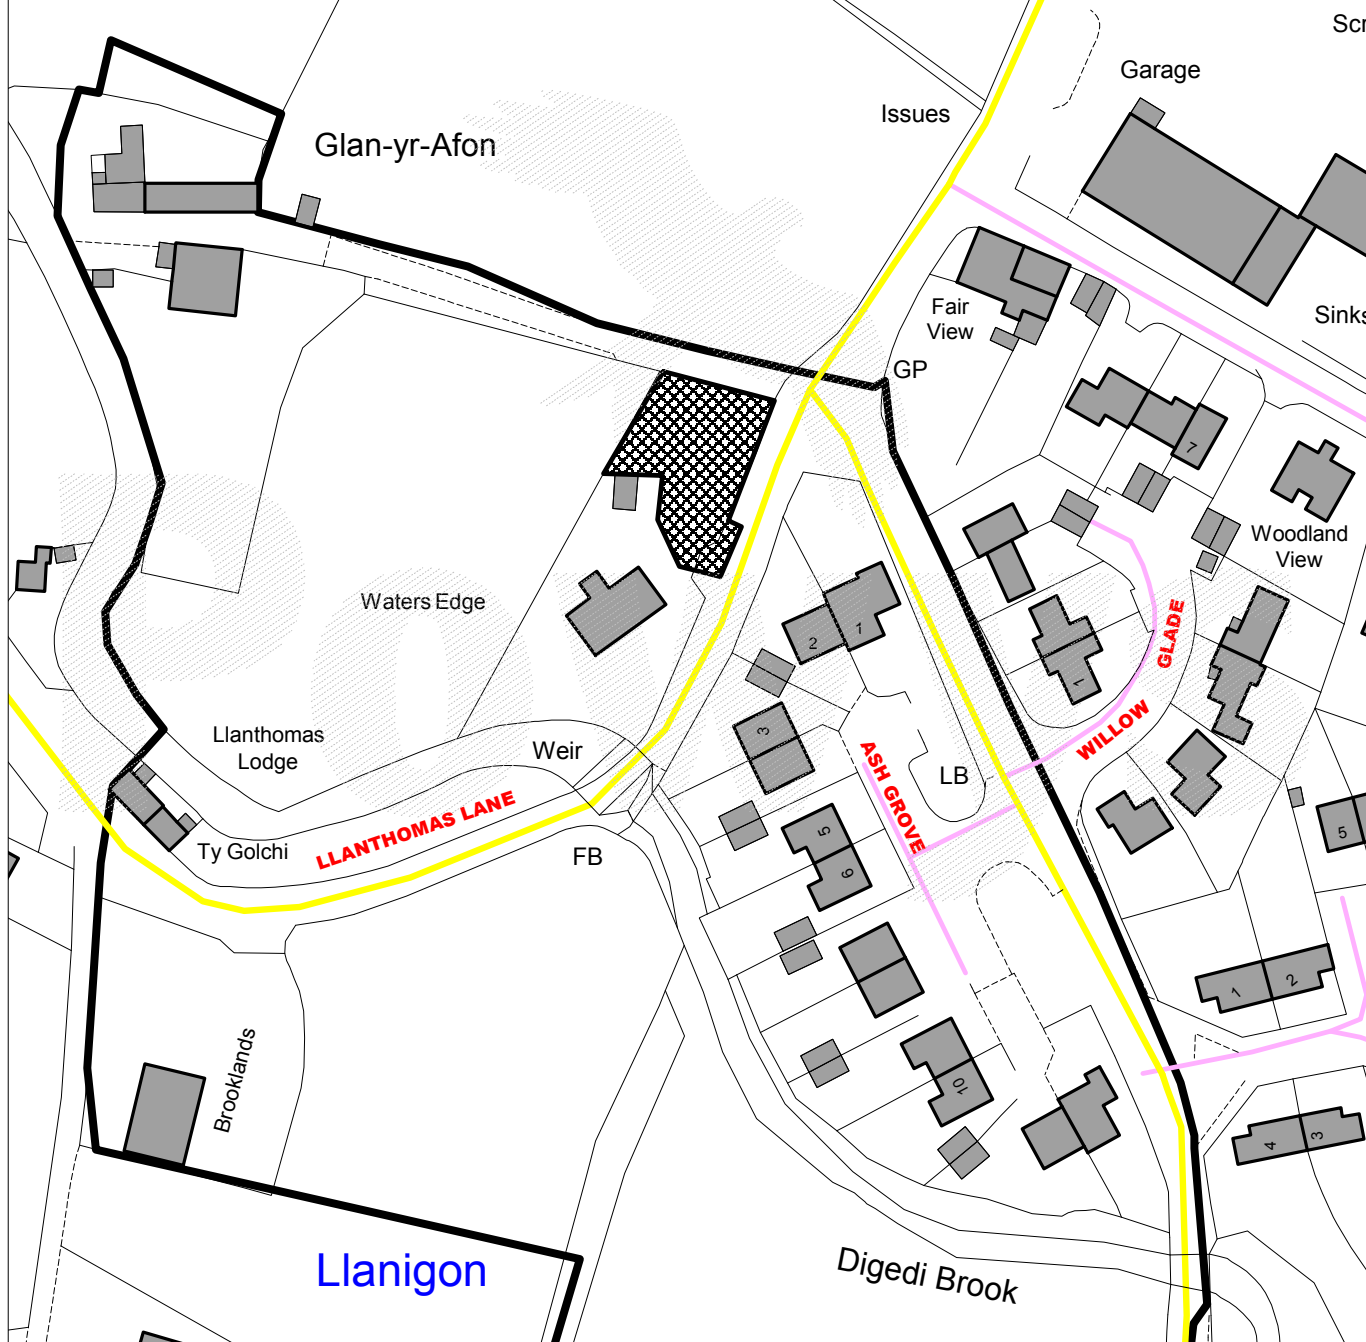 Scr
Garage
Issues
Glan-yr-Afon
Fair
View
Sinks
GP
7
Woodland
View
Waters Edge
2
1
1
GLADE
WILLOW
Llanthomas
Lodge
Weir
3
ASH GROVE
LB
LLANTHOMAS LANE
Ty Golchi
FB
5
6
5
1
2
Brooklands
10
4
3
Llanigon
Digedi Brook